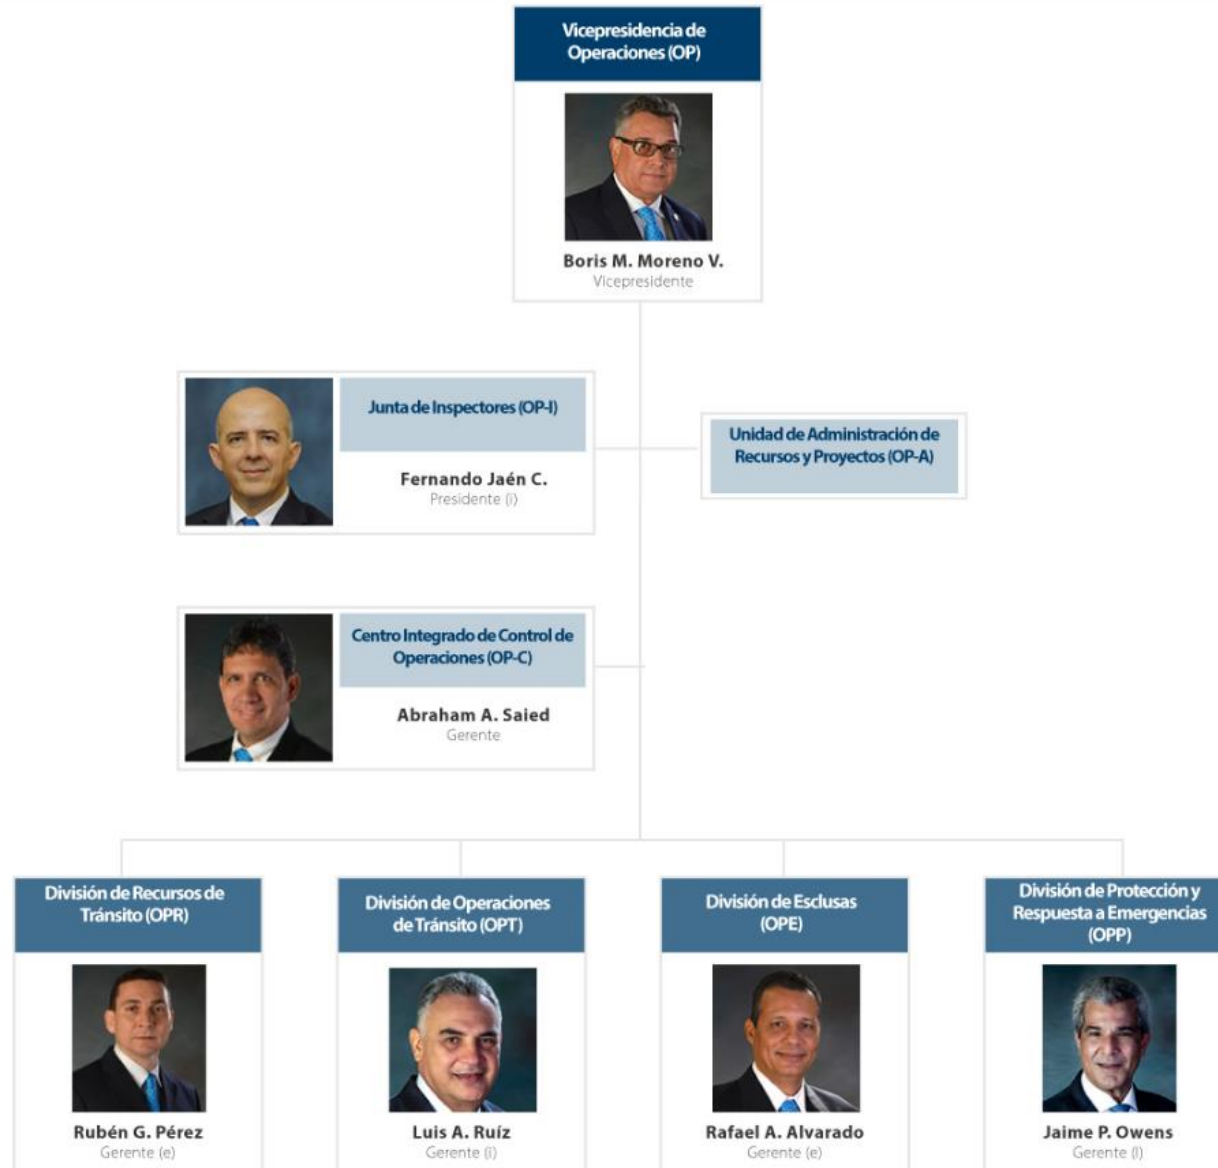 Vicepresidencia de
Operaciones (OP)
Boris M. Moreno V.
Vicepresidente
Junta de Inspectores (OP-I)
Fernando Jaén C.
Presidente (i)
Unidad de Administración de
Recursos y Proyectos (OP-A)
Centro Integrado de Control de
Operaciones (OP-C)
Abraham A. Saied
Gerente
División de Recursos de
Tránsito (OPR)
Rubén G. Pérez
Gerente (e)
División de Operaciones
de Tránsito (OPT)
Luis A. Ruíz
Gerente (i)
División de Esclusas
(OPE)
Rafael A. Alvarado
Gerente (e)
División de Protección y
Respuesta a Emergencias
(OPP)
Jaime P. Owens
Gerente (I)